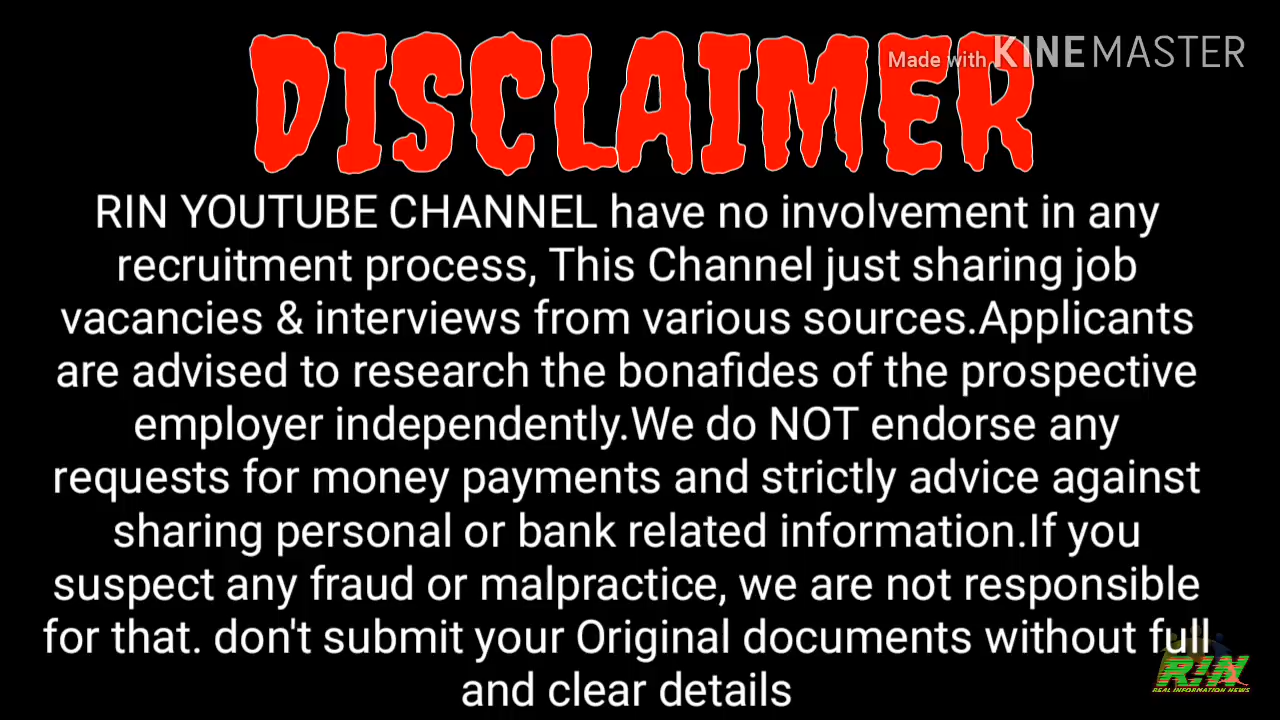 DISCLAIMER
Made with KINEMASTER
RIN YOUTUBE CHANNEL have no involvement in any
recruitment process, This Channel just sharing job
vacancies & interviews from various sources.Applicants
are advised to research the bonafides of the prospective
employer independently.We do NOT endorse any
requests for money payments and strictly advice against
sharing personal or bank related information.If you
suspect any fraud or malpractice, we are not responsible
for that. don't submit your Original documents without full
and clear details
R!N
REAL INFORMATION NEWS